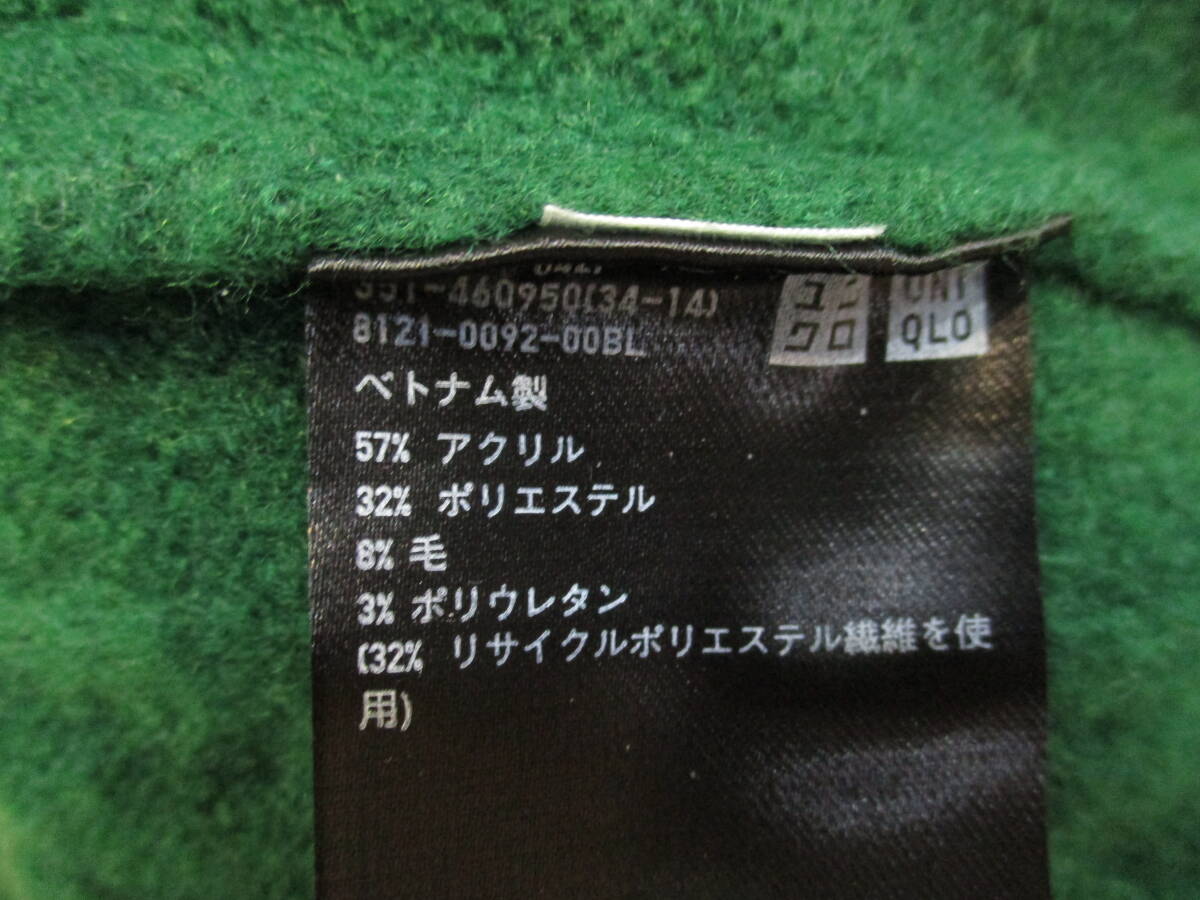 351-460950(34-14)
8121-0092-00BL
ユニ
クロ
UNI
QLO
ベトナム製
57% アクリル
32% ポリエステル
8% 毛
3% ポリウレタン
(32% リサイクルポリエステル繊維を使
用)